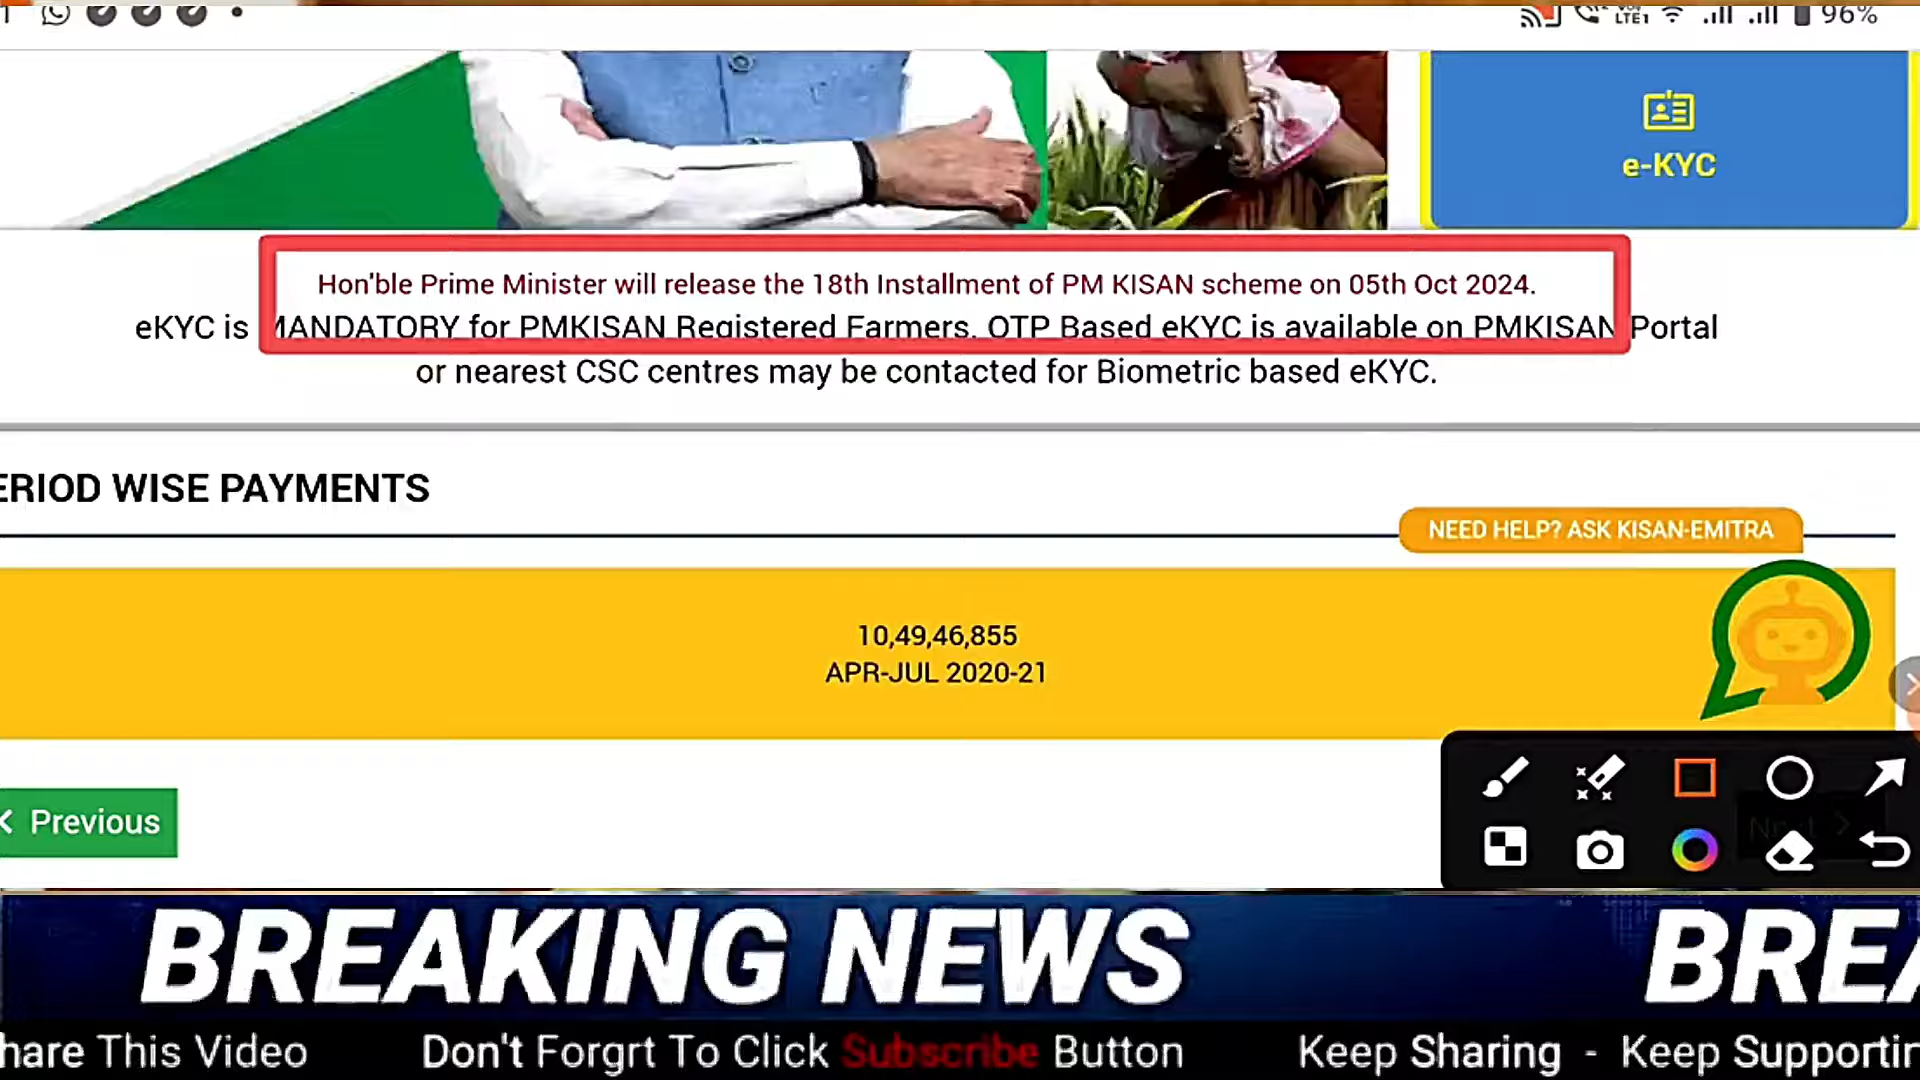 96%
e-KYC
Hon'ble Prime Minister will release the 18th Installment of PM KISAN scheme on 05th Oct 2024.
eKYC is MANDATORY for PMKISAN Registered Farmers. OTP Based eKYC is available on PMKISAN Portal
or nearest CSC centres may be contacted for Biometric based eKYC.
ERIOD WISE PAYMENTS
NEED HELP? ASK KISAN-EMITRA
10,49,46,855
APR-JUL 2020-21
Previous
Next
BREAKING NEWS BREA
hare This Video Don't Forgrt To Click Subscribe Button Keep Sharing - Keep Supportin